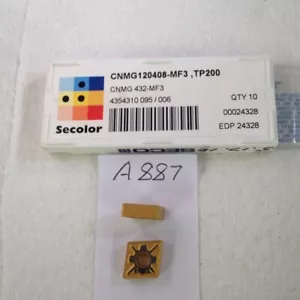 CNMG120408-MF3 ,TP200
CNMG 432-MF3
4354310 095 / 006
QTY 10
00024328
EDP 24328
Secolor
A 887